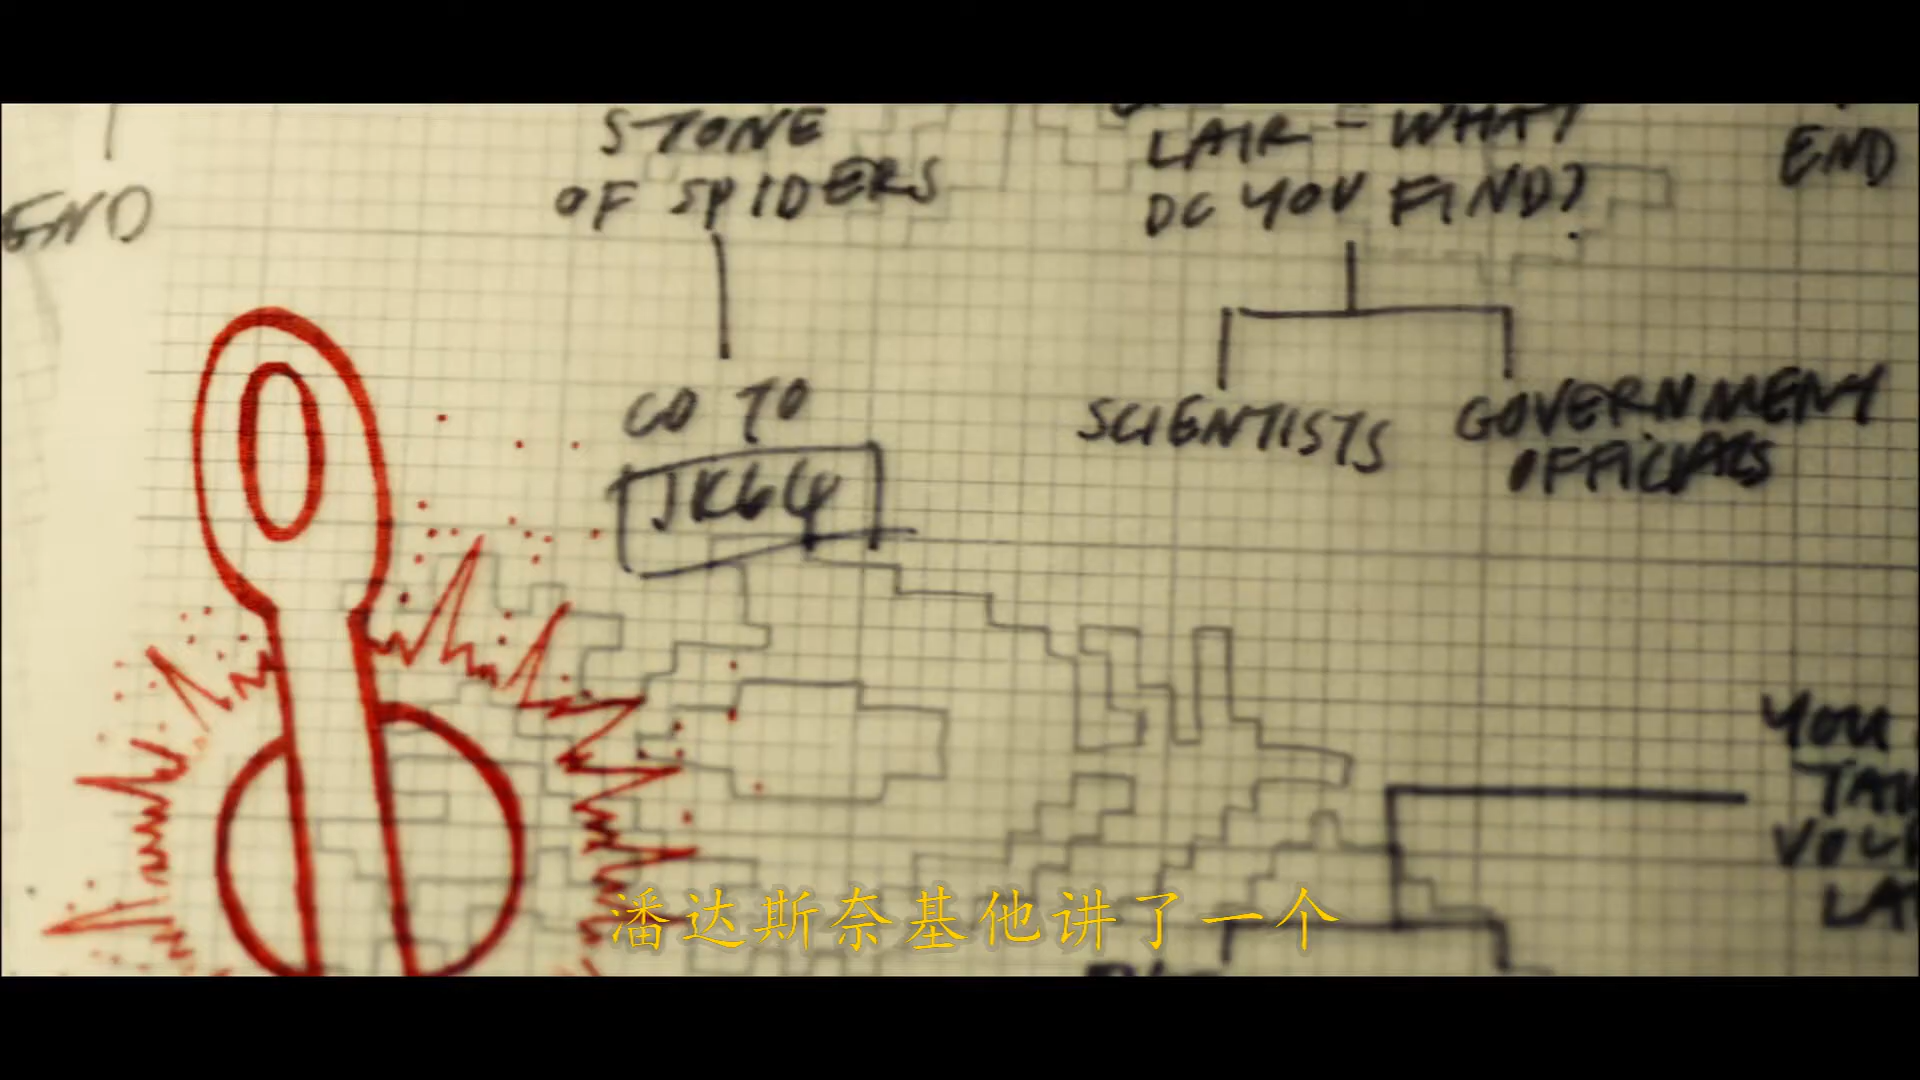 STONE
OF SPIDERS
LAIR - WHAT
DO YOU FIND?
END
END
GO TO
JK64
SCIENTISTS
GOVERNMENT
OFFICIALS
YOU
潘达斯奈基他讲了一个